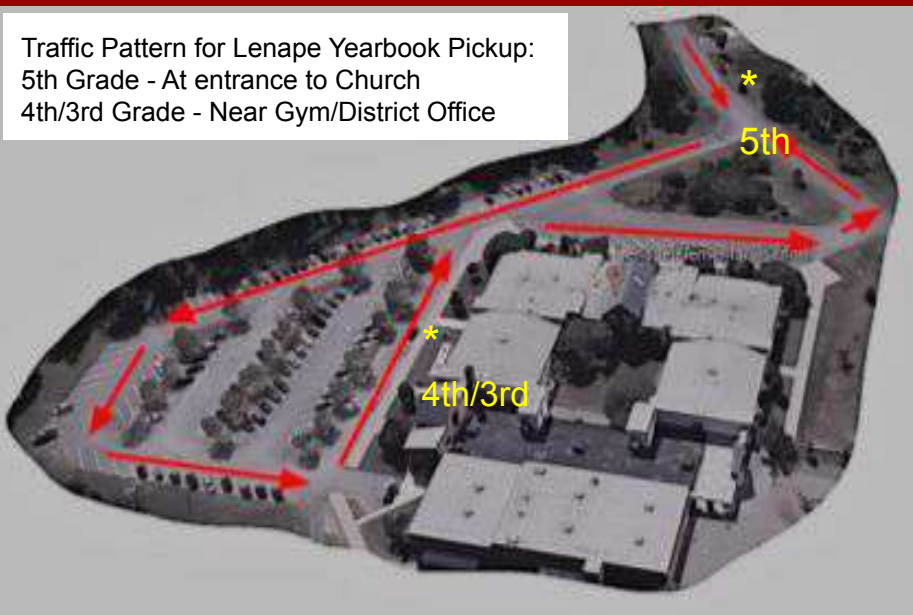 Traffic Pattern for Lenape Yearbook Pickup:
5th Grade - At entrance to Church
4th/3rd Grade - Near Gym/District Office
*
5th
*
4th/3rd